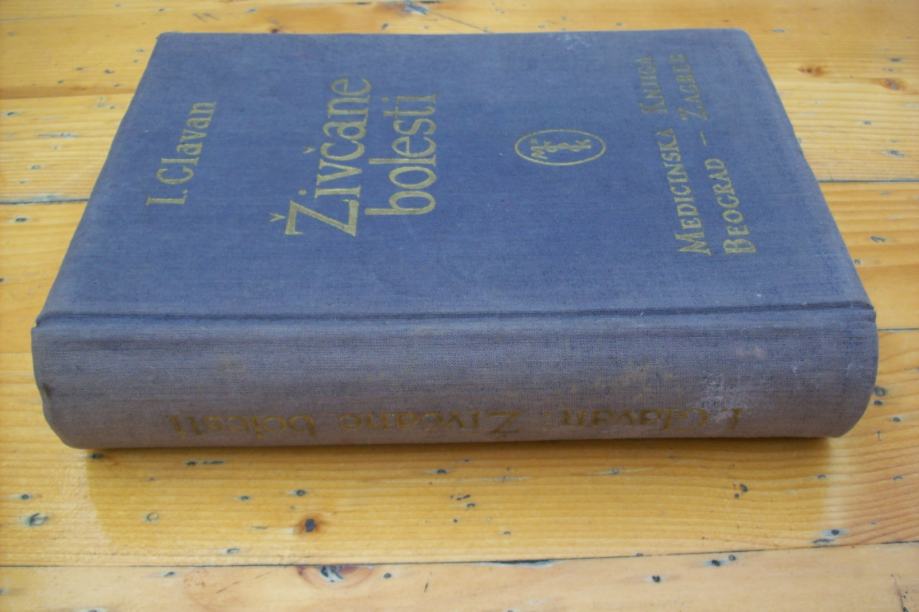 I. Glavan
Živčane
bolesti
MEDICINSKA KNJIGA
BEOGRAD – ZAGREB
I. Glavan: Živčane bolesti